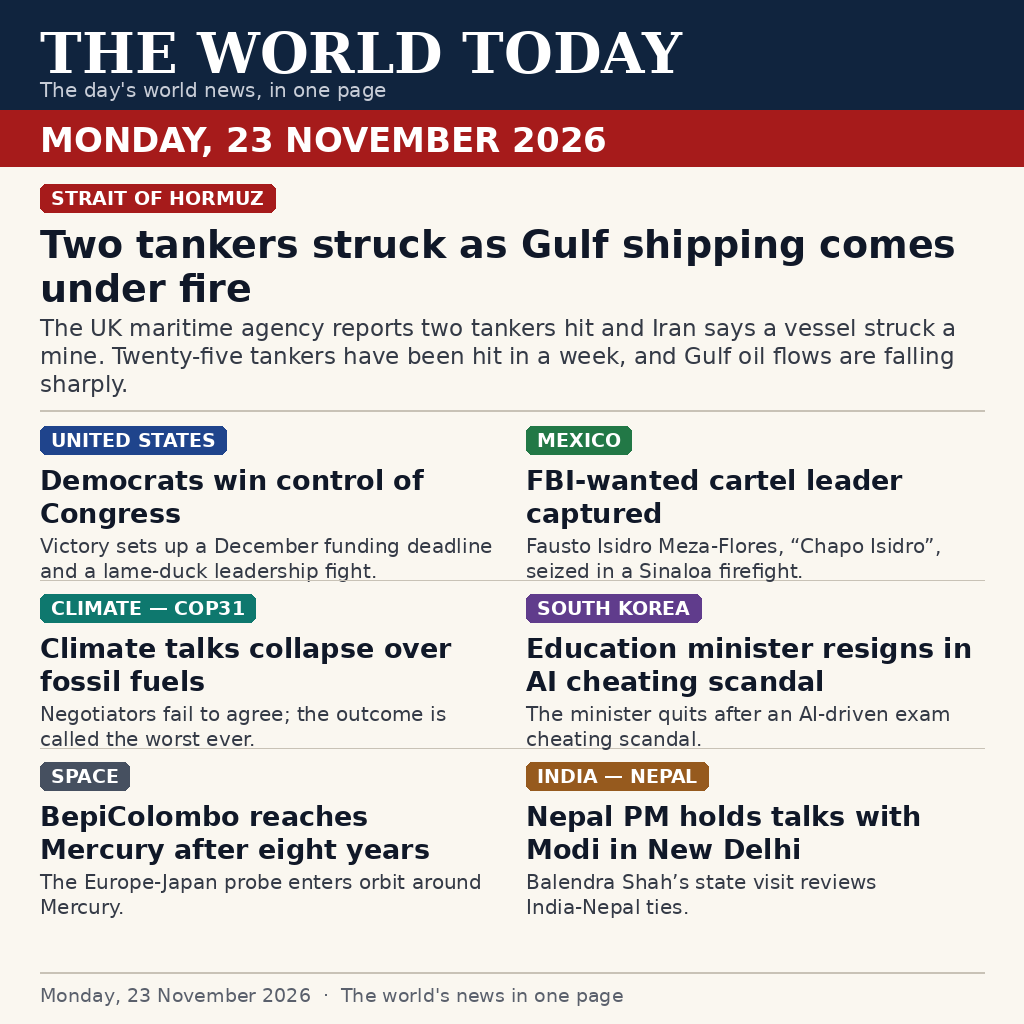 THE WORLD TODAY
The day's world news, in one page
MONDAY, 23 NOVEMBER 2026
STRAIT OF HORMUZ
Two tankers struck as Gulf shipping comes
under fire
The UK maritime agency reports two tankers hit and Iran says a vessel struck a
mine. Twenty-five tankers have been hit in a week, and Gulf oil flows are falling
sharply.
UNITED STATES
Democrats win control of
Congress
Victory sets up a December funding deadline
and a lame-duck leadership fight.
MEXICO
FBI-wanted cartel leader
captured
Fausto Isidro Meza-Flores, “Chapo Isidro”,
seized in a Sinaloa firefight.
CLIMATE — COP31
Climate talks collapse over
fossil fuels
Negotiators fail to agree; the outcome is
called the worst ever.
SOUTH KOREA
Education minister resigns in
AI cheating scandal
The minister quits after an AI-driven exam
cheating scandal.
SPACE
BepiColombo reaches
Mercury after eight years
The Europe-Japan probe enters orbit around
Mercury.
INDIA — NEPAL
Nepal PM holds talks with
Modi in New Delhi
Balendra Shah’s state visit reviews
India-Nepal ties.
Monday, 23 November 2026 · The world's news in one page